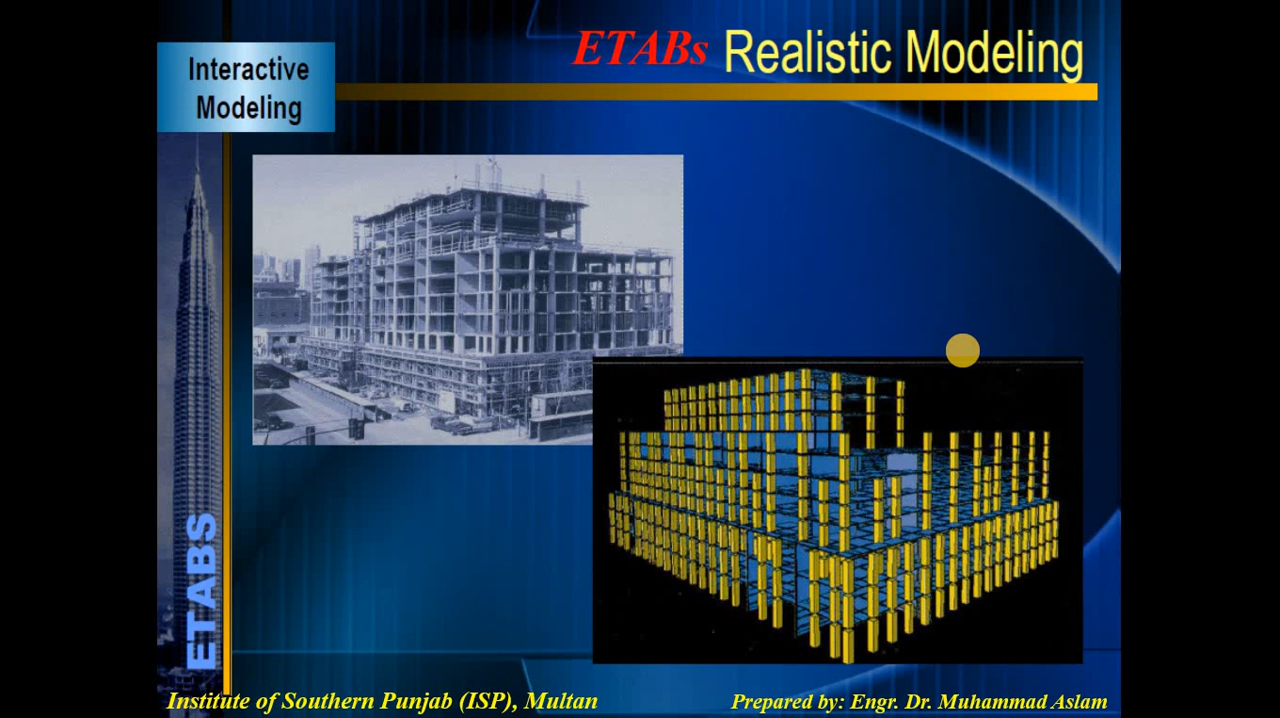 ETABs Realistic Modeling
Interactive
Modeling
ETABS
Institute of Southern Punjab (ISP), Multan
Prepared by: Engr. Dr. Muhammad Aslam